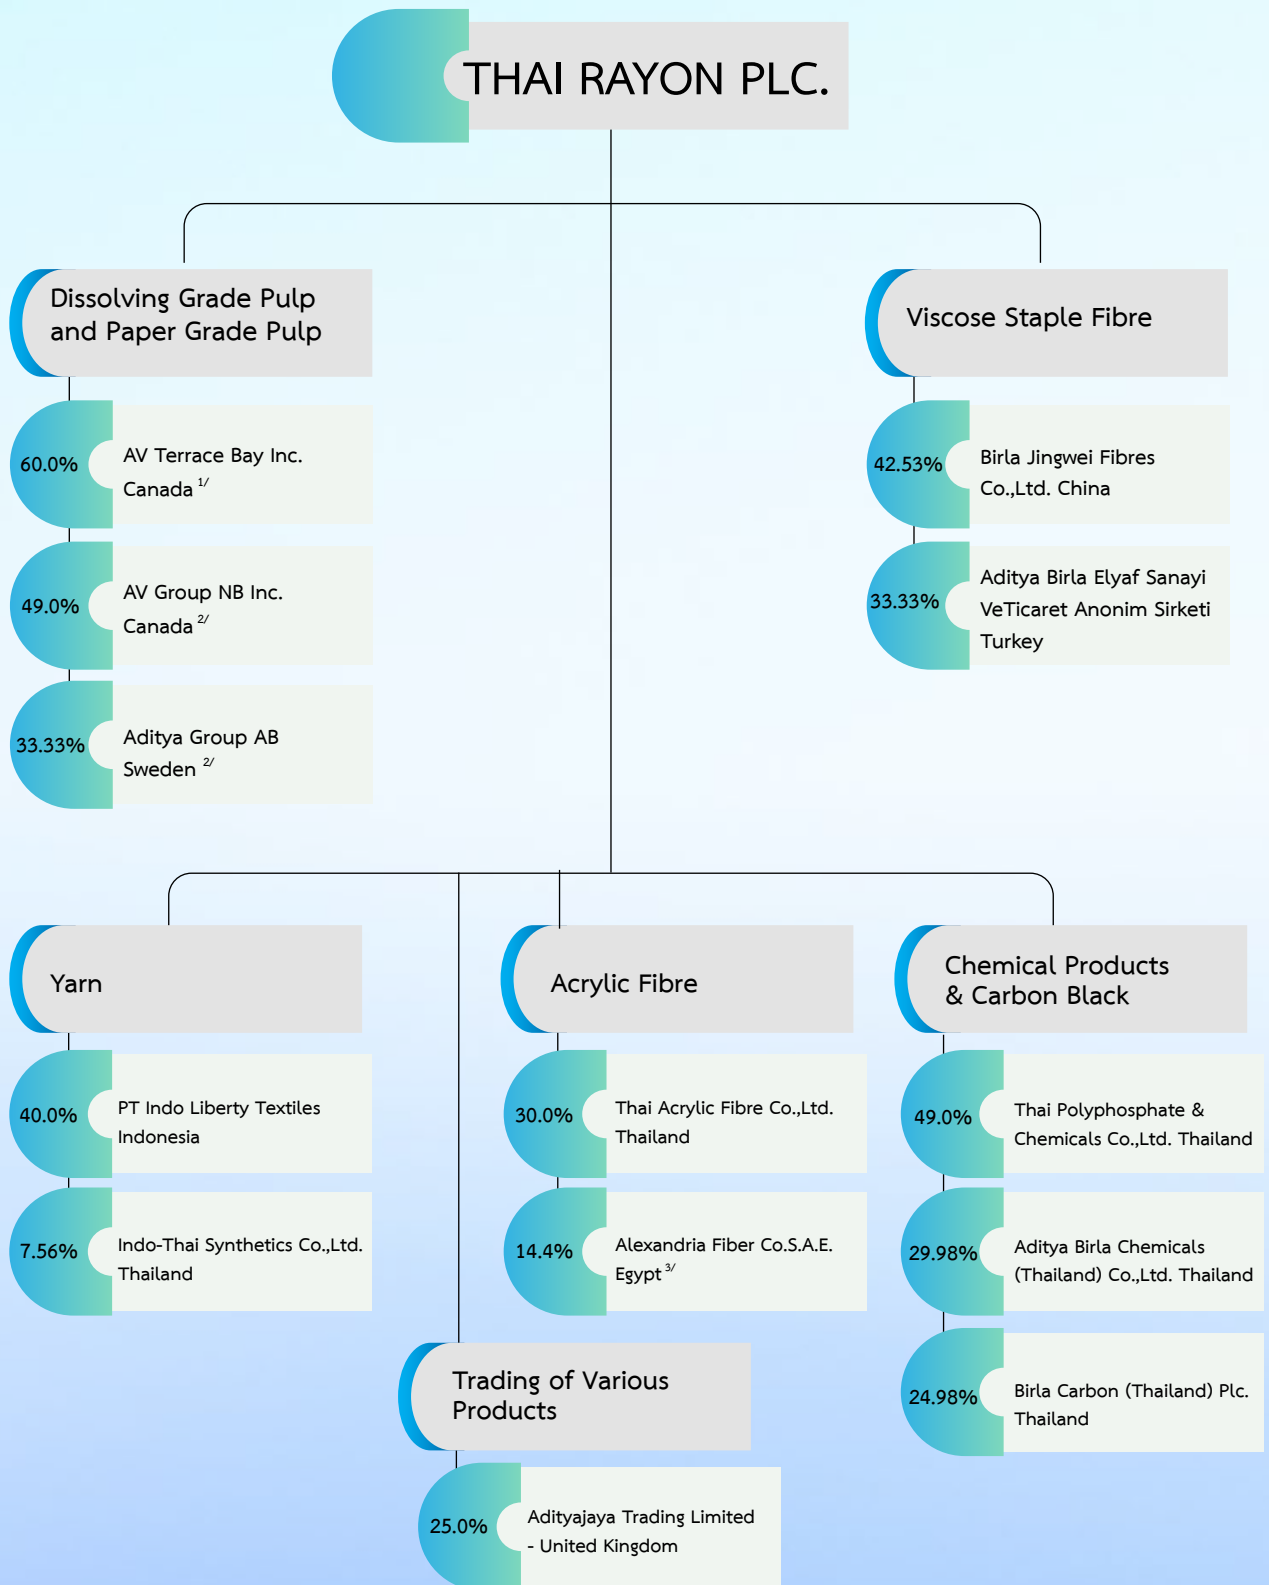 THAI RAYON PLC.
Dissolving Grade Pulp
and Paper Grade Pulp
60.0%
AV Terrace Bay Inc.
Canada 1/
49.0%
AV Group NB Inc.
Canada 2/
33.33%
Aditya Group AB
Sweden 2/
Viscose Staple Fibre
42.53%
Birla Jingwei Fibres
Co.,Ltd. China
33.33%
Aditya Birla Elyaf Sanayi
VeTicaret Anonim Sirketi
Turkey
Yarn
40.0%
PT Indo Liberty Textiles
Indonesia
7.56%
Indo-Thai Synthetics Co.,Ltd.
Thailand
Acrylic Fibre
30.0%
Thai Acrylic Fibre Co.,Ltd.
Thailand
14.4%
Alexandria Fiber Co.S.A.E.
Egypt 3/
Chemical Products
& Carbon Black
49.0%
Thai Polyphosphate &
Chemicals Co.,Ltd. Thailand
29.98%
Aditya Birla Chemicals
(Thailand) Co.,Ltd. Thailand
24.98%
Birla Carbon (Thailand) Plc.
Thailand
Trading of Various
Products
25.0%
Adityajaya Trading Limited
- United Kingdom